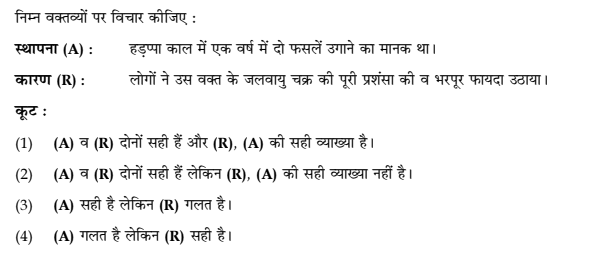 निम्न वक्तव्यों पर विचार कीजिए :
स्थापना (A) : हड़प्पा काल में एक वर्ष में दो फसलें उगाने का मानक था।
कारण (R) : लोगों ने उस वक्त के जलवायु चक्र की पूरी प्रशंसा की व भरपूर फायदा उठाया।
कूट :
(1) (A) व (R) दोनों सही हैं और (R), (A) की सही व्याख्या है।
(2) (A) व (R) दोनों सही हैं लेकिन (R), (A) की सही व्याख्या नहीं है।
(3) (A) सही है लेकिन (R) गलत है।
(4) (A) गलत है लेकिन (R) सही है।